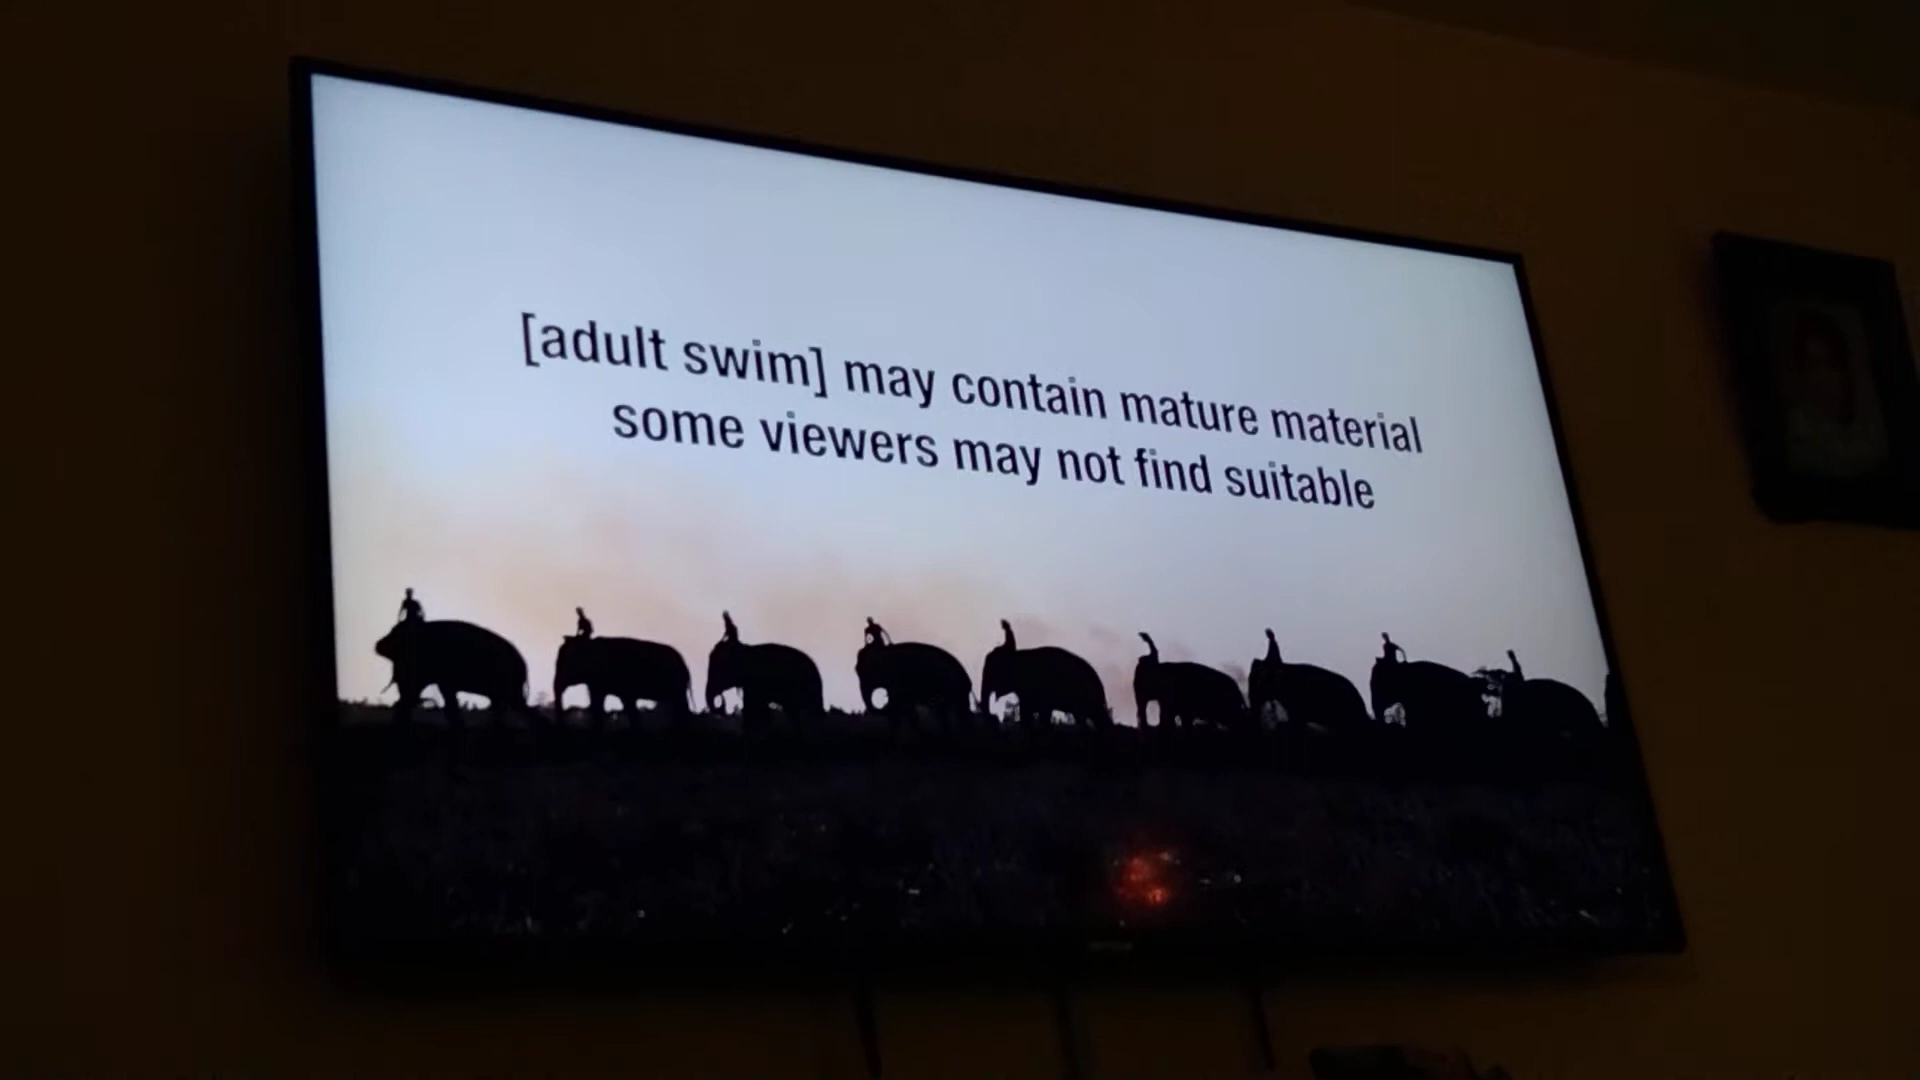 [adult swim] may contain mature material
some viewers may not find suitable